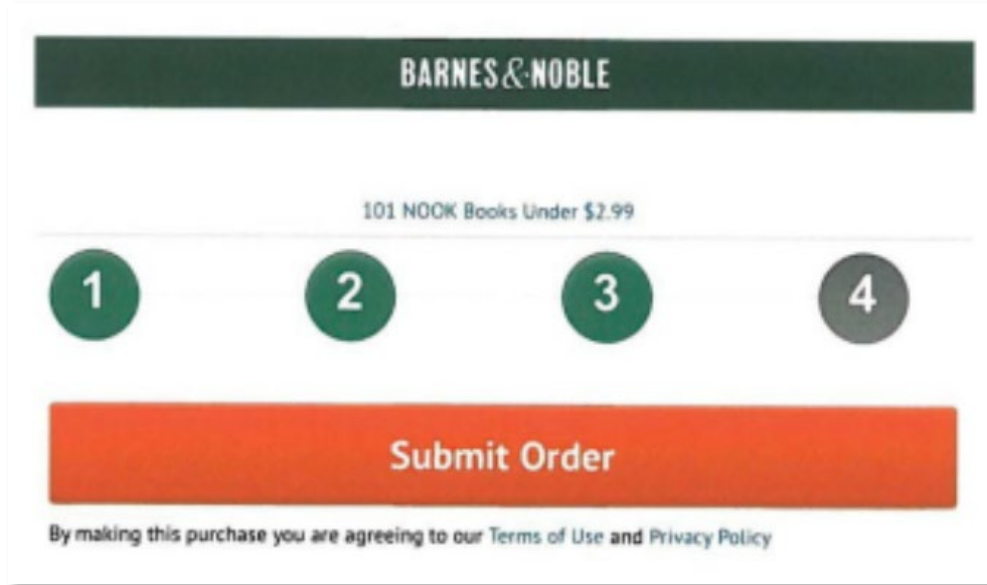 BARNES & NOBLE
101 NOOK Books Under $2.99
1 2 3 4
Submit Order
By making this purchase you are agreeing to our Terms of Use and Privacy Policy